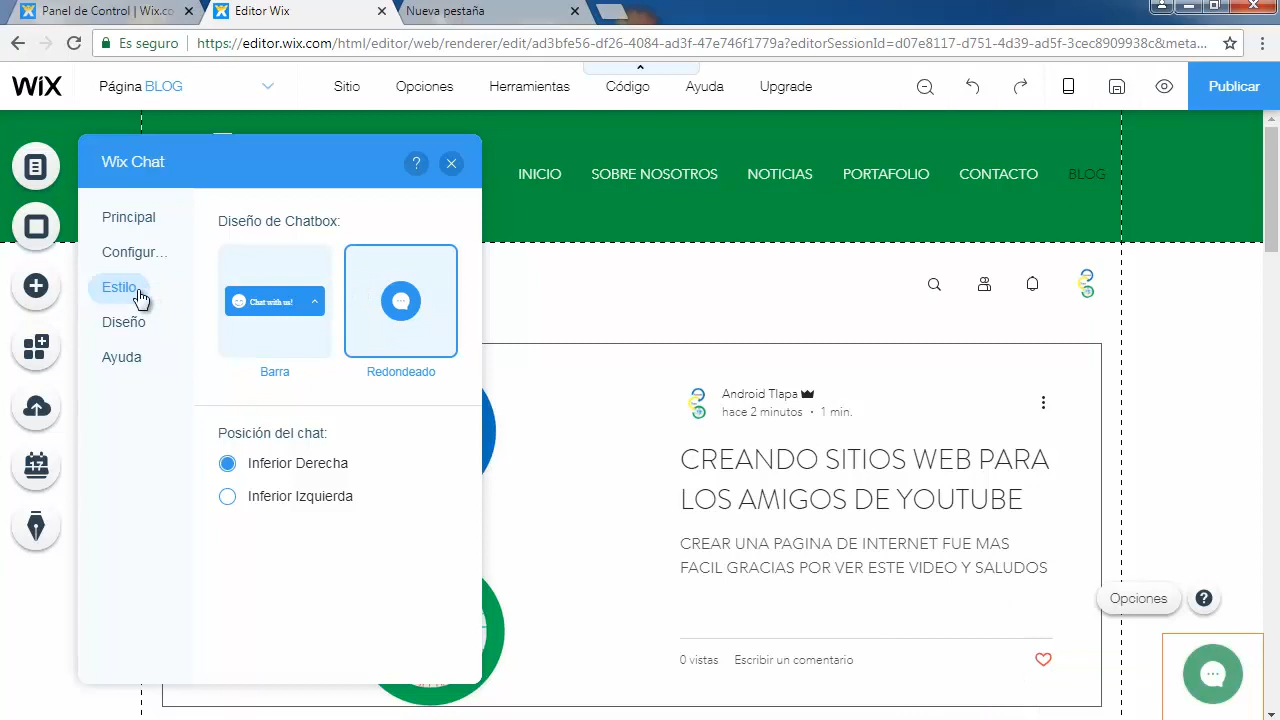 Panel de Control | Wix.co
Editor Wix
Nueva pestaña
Es seguro
https://editor.wix.com/html/editor/web/renderer/edit/ad3bfe56-df26-4084-ad3f-47e746f1779a?editorSessionId=d07e8117-d751-4d39-ad5f-3cec8909938c&meta...
WiX
Página BLOG
Sitio
Opciones
Herramientas
Código
Ayuda
Upgrade
Publicar
INICIO
SOBRE NOSOTROS
NOTICIAS
PORTAFOLIO
CONTACTO
BLOG
Wix Chat
?
Principal
Configur...
Estilo
Diseño
Ayuda
Diseño de Chatbox:
Chat with us!
Barra
Redondeado
Posición del chat:
Inferior Derecha
Inferior Izquierda
17
Android Tlapa
hace 2 minutos · 1 min.
CREANDO SITIOS WEB PARA
LOS AMIGOS DE YOUTUBE
CREAR UNA PAGINA DE INTERNET FUE MAS
FACIL GRACIAS POR VER ESTE VIDEO Y SALUDOS
0 vistas
Escribir un comentario
Opciones
?